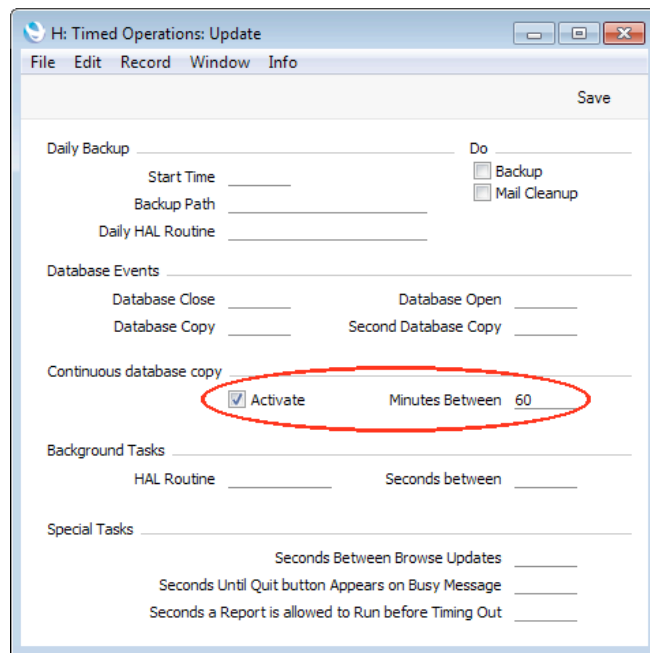 H: Timed Operations: Update
File Edit Record Window Info
Save
Daily Backup Do
Start Time Backup
Backup Path Mail Cleanup
Daily HAL Routine
Database Events
Database Close Database Open
Database Copy Second Database Copy
Continuous database copy
Activate Minutes Between 60
Background Tasks
HAL Routine Seconds between
Special Tasks
Seconds Between Browse Updates
Seconds Until Quit button Appears on Busy Message
Seconds a Report is allowed to Run before Timing Out